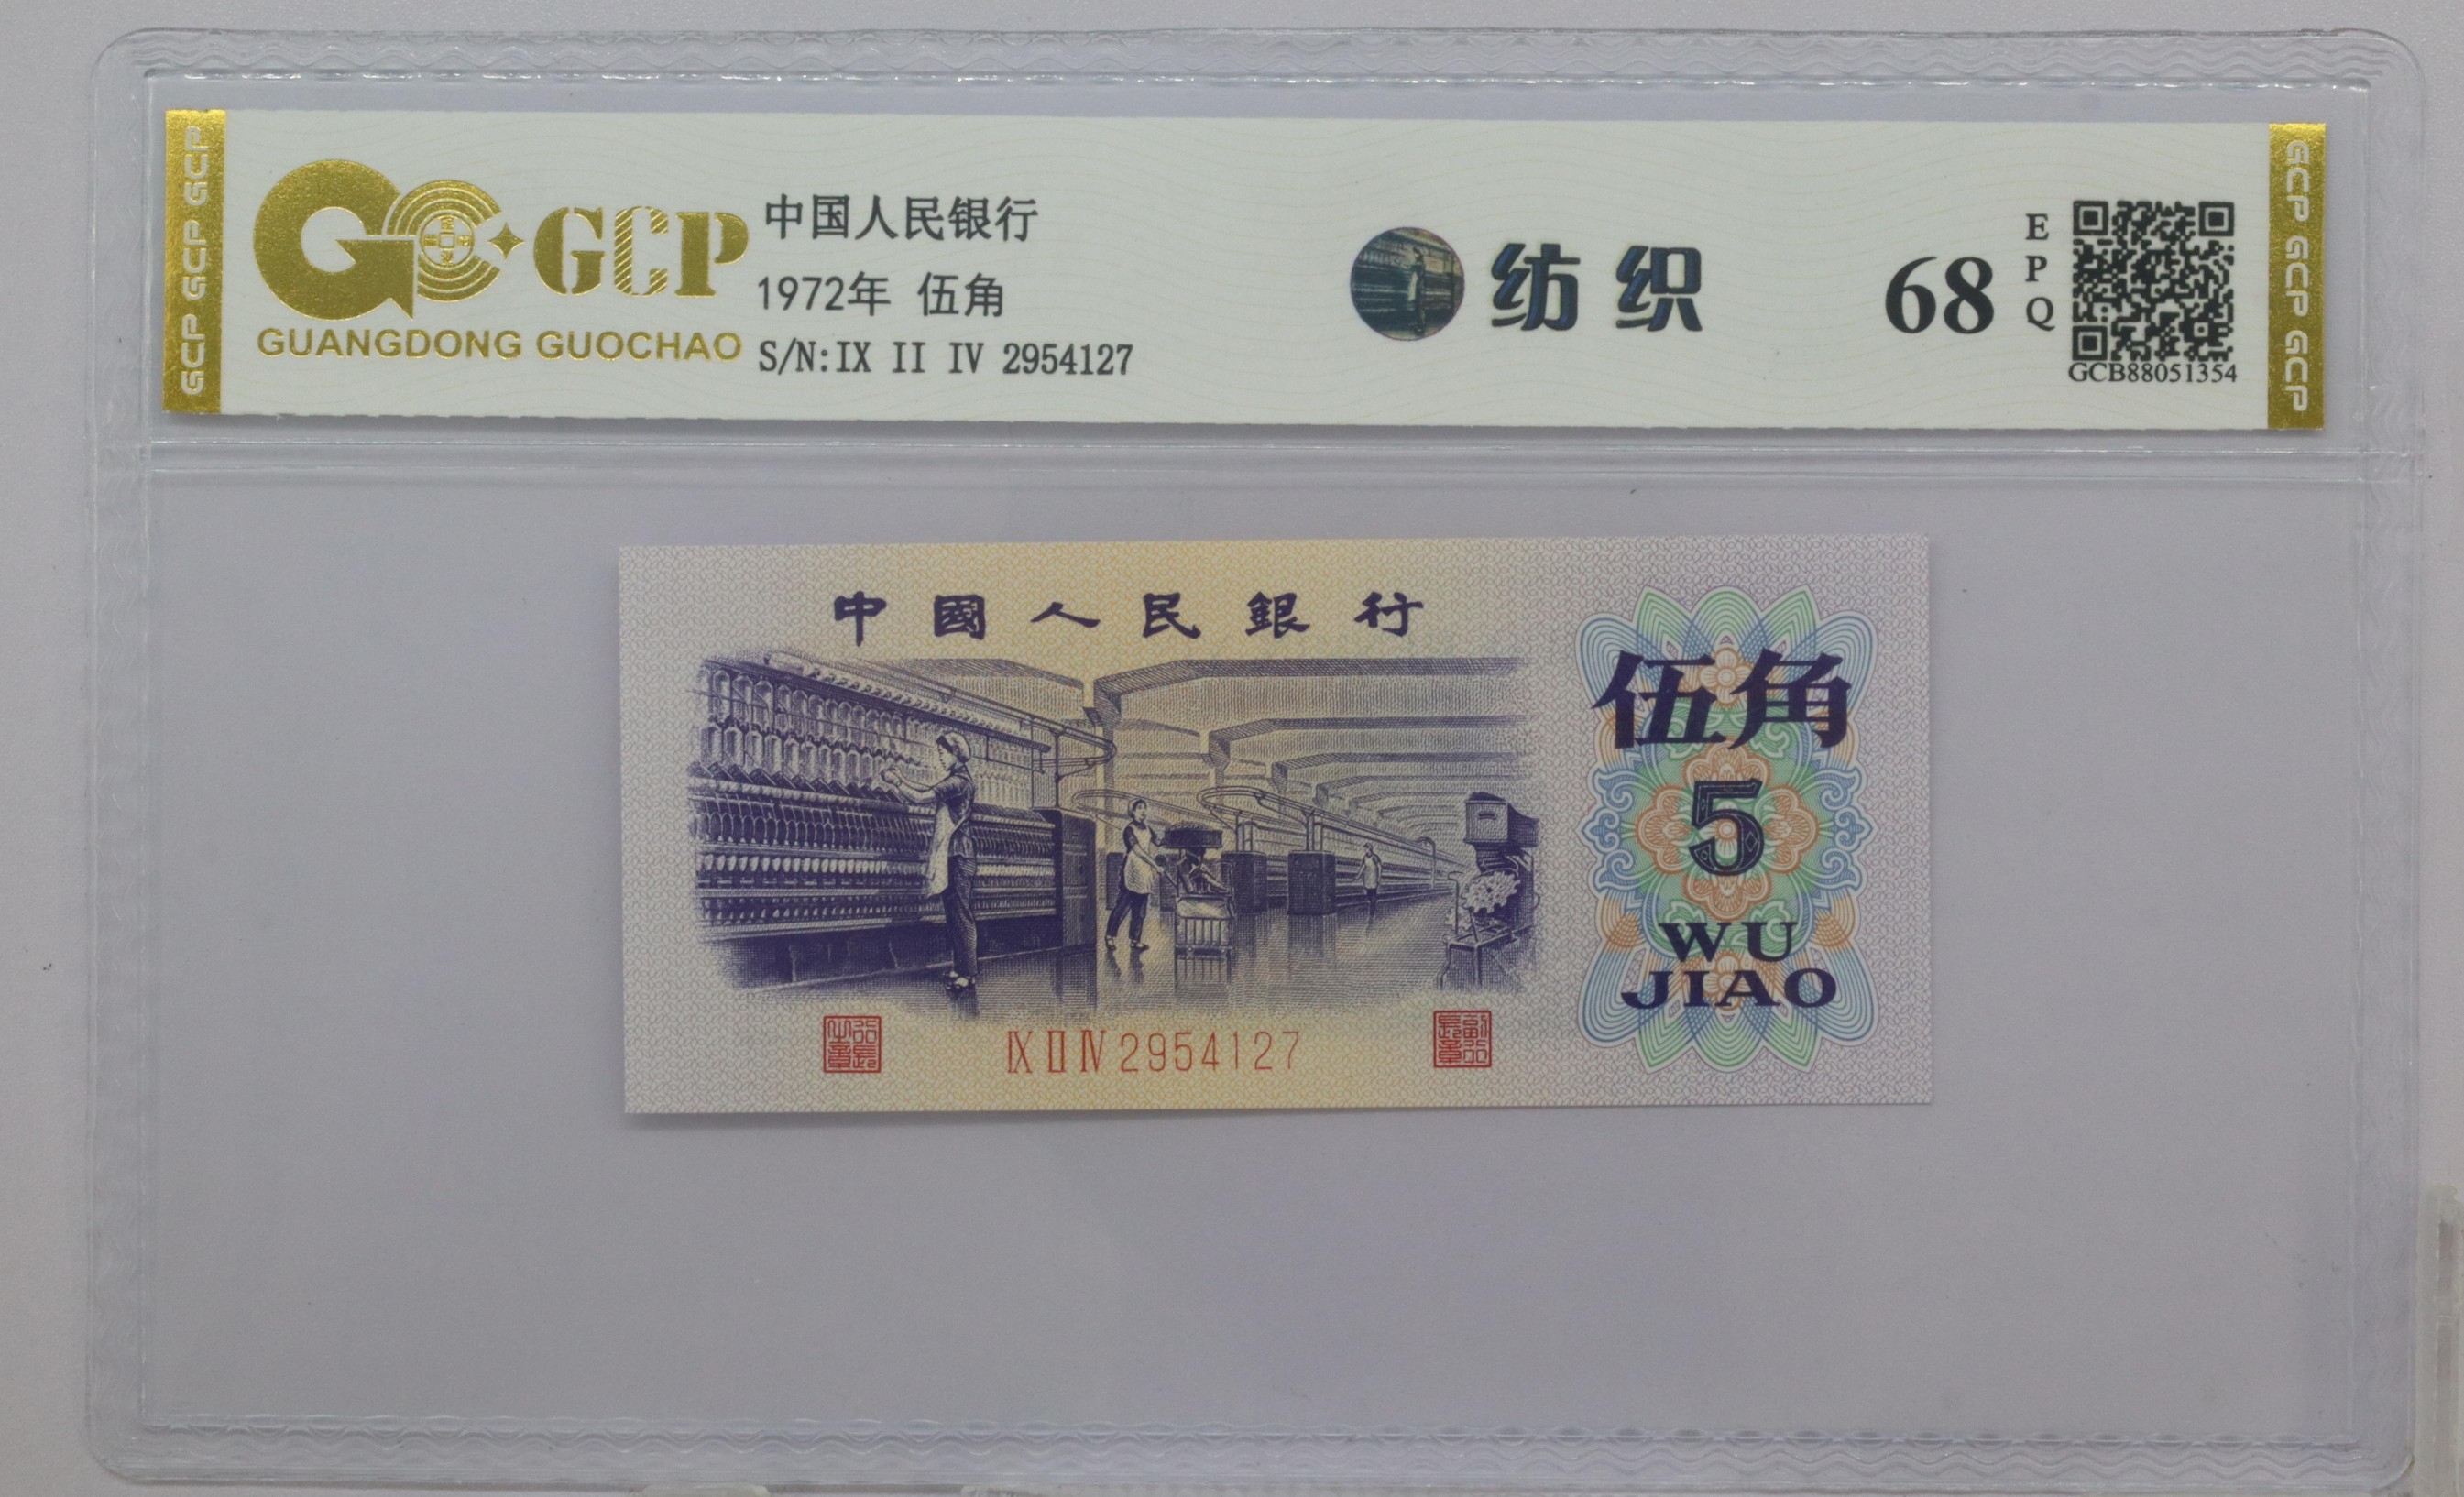 GCP GCP GCP
GCP
GUANGDONG GUOCHAO
中国人民银行
1972年 伍角
S/N:IX II IV 2954127
纺织
68
EPQ
GCB88051354
GCP GCP GCP
中國人民銀行
伍角
5
WU
JIAO
IX II IV 2954127